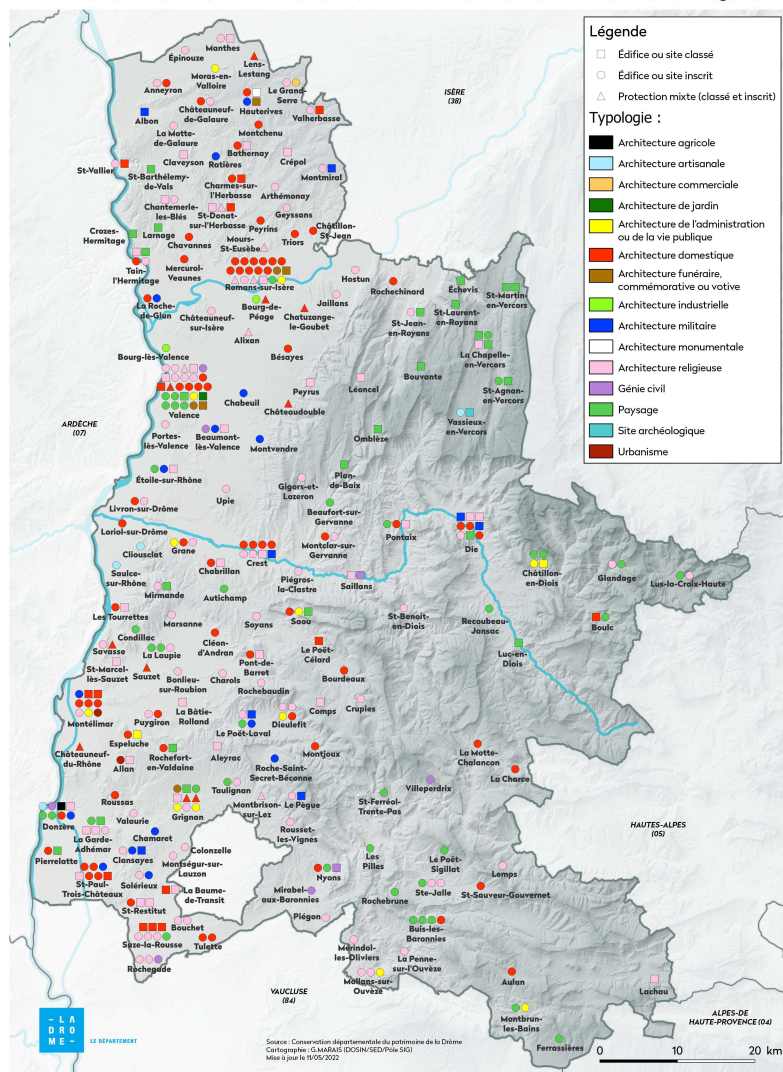 Légende
Édifice ou site classé
Édifice ou site inscrit
Protection mixte (classé et inscrit)
Typologie :
Architecture agricole
Architecture artisanale
Architecture commerciale
Architecture de jardin
Architecture de l'administration
ou de la vie publique
Architecture domestique
Architecture funéraire,
commémorative ou votive
Architecture industrielle
Architecture militaire
Architecture monumentale
Architecture religieuse
Génie civil
Paysage
Site archéologique
Urbanisme
ISÈRE
(38)
ARDÈCHE
(07)
HAUTES-ALPES
(05)
VAUCLUSE
(84)
ALPES-DE
HAUTE-PROVENCE (04)
Manthes
Épinouze
Lens-
Lestang
Moras-en-
Valloire
Anneyron
Le Grand-
Serre
Châteauneuf-
de-Galaure
Hauterives
Albon
Valherbasse
La Motte-
de-Galaure
Montchenu
Bathernay
Claveyson
Ratières
Crépol
St-Vallier
St-Barthélemy-
de-Vals
Montmiral
Charmes-sur-
l'Herbasse
Arthémonay
Chantemerle-
les-Blés
St-Donat-
sur-l'Herbasse
Geyssans
Peyrins
Châtillon-
St-Jean
Crozes-
Hermitage
Larnage
Chavannes
Mours-
St-Eusèbe
Triors
Tain-
l'Hermitage
Mercurol-
Veaunes
Romans-sur-Isère
Hostun
Rochechinard
Échevis
St-Martin-
en-Vercors
La Roche-
de-Glun
Châteauneuf-
sur-Isère
Bourg-de-
Péage
Chatuzange-
le-Goubet
Jaillans
St-Jean-
en-Royans
St-Laurent-
en-Royans
Alixan
Bourg-lès-Valence
Bésayes
La Chapelle-
en-Vercors
Bouvante
St-Agnan-
en-Vercors
Peyrus
Léoncel
Valence
Chabeuil
Châteaudouble
Vassieux-
en-Vercors
Portes-
lès-Valence
Beaumont-
lès-Valence
Montvendre
Omblèze
Étoile-sur-Rhône
Plan-
de-Baix
Gigors-et-
Lozeron
Upie
Beaufort-sur-
Gervanne
Livron-sur-Drôme
Loriol-sur-Drôme
Montclar-sur-
Gervanne
Pontaix
Die
Cliousclat
Grane
Crest
Châtillon-
en-Diois
Glandage
Lus-la-Croix-Haute
Saulce-
sur-Rhône
Chabrillan
Piégros-
la-Clastre
Saillans
Mirmande
Autichamp
Les Tourrettes
Marsanne
Soyans
Saou
St-Benoit-
en-Diois
Recoubeau-
Jansac
Boulc
Condillac
Savasse
La Laupie
Cléon-
d'Andran
Le Poët-
Célard
Luc-en-
Diois
St-Marcel-
lès-Sauzet
Sauzet
Bonlieu-
sur-Roubion
Charols
Pont-de-
Barret
Rochebaudin
Bourdeaux
Montélimar
Puygiron
La Bâtie-
Rolland
Le Poët-Laval
Dieulefit
Comps
Crupies
Châteauneuf-
du-Rhône
Espeluche
Allan
Rochefort-
en-Valdaine
Aleyrac
Roche-Saint-
Secret-Béconne
Montjoux
La Motte-
Chalancon
La Charce
Roussas
Taulignan
Montbrison-
sur-Lez
Le Pègue
St-Ferréol-
Trente-Pas
Villeperdrix
Donzère
Valaurie
Grignan
Rousset-
les-Vignes
La Garde-
Adhémar
Chamaret
Colonzelle
Pierrelatte
Clansayes
Montségur-sur-
Lauzon
Les
Pilles
Le Poët-
Sigillat
Lemps
St-Paul-
Trois-Châteaux
Solérieux
La Baume-
de-Transit
Nyons
Ste-Jalle
St-Sauveur-Gouvernet
St-Restitut
Mirabel-
aux-Baronnies
Rochebrune
Bouchet
Piégon
Buis-les-
Baronnies
Suze-la-Rousse
Tulette
Mérindol-
les-Oliviers
La Penne-
sur-l'Ouvèze
Rochegude
Mollans-sur-
Ouvèze
Aulan
Lachau
Montbrun-
les-Bains
Ferrassières
LA
DRO
ME
LE DÉPARTEMENT
Source : Conservation départementale du patrimoine de la Drôme
Cartographie : G.MARAIS (DOSIN/SED/Pôle SIG)
Mise à jour le 11/05/2022
0 10 20 km